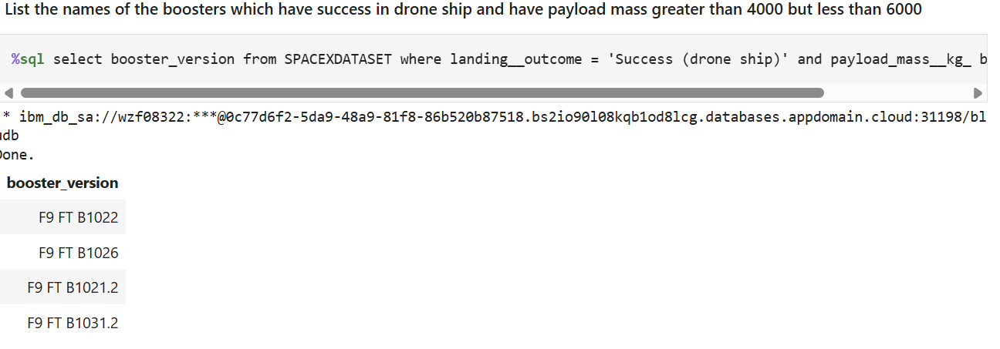 List the names of the boosters which have success in drone ship and have payload mass greater than 4000 but less than 6000
%sql select booster_version from SPACEXDATASET where landing__outcome = 'Success (drone ship)' and payload_mass__kg_ b
* ibm_db_sa://wzf08322:***@0c77d6f2-5da9-48a9-81f8-86b520b87518.bs2io90l08kqb1od8lcg.databases.appdomain.cloud:31198/bl
udb
Done.
booster_version
F9 FT B1022
F9 FT B1026
F9 FT B1021.2
F9 FT B1031.2